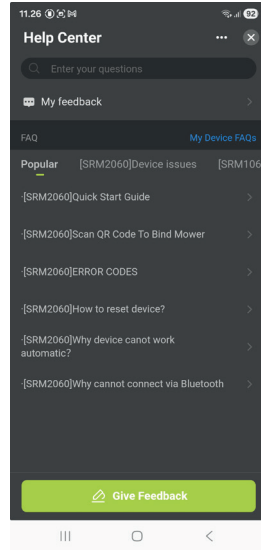 11.26 92
Help Center
Enter your questions
My feedback
FAQ My Device FAQs
Popular [SRM2060]Device issues [SRM106
·[SRM2060]Quick Start Guide
·[SRM2060]Scan QR Code To Bind Mower
·[SRM2060]ERROR CODES
·[SRM2060]How to reset device?
·[SRM2060]Why device canot work
automatic?
·[SRM2060]Why cannot connect via Bluetooth
Give Feedback